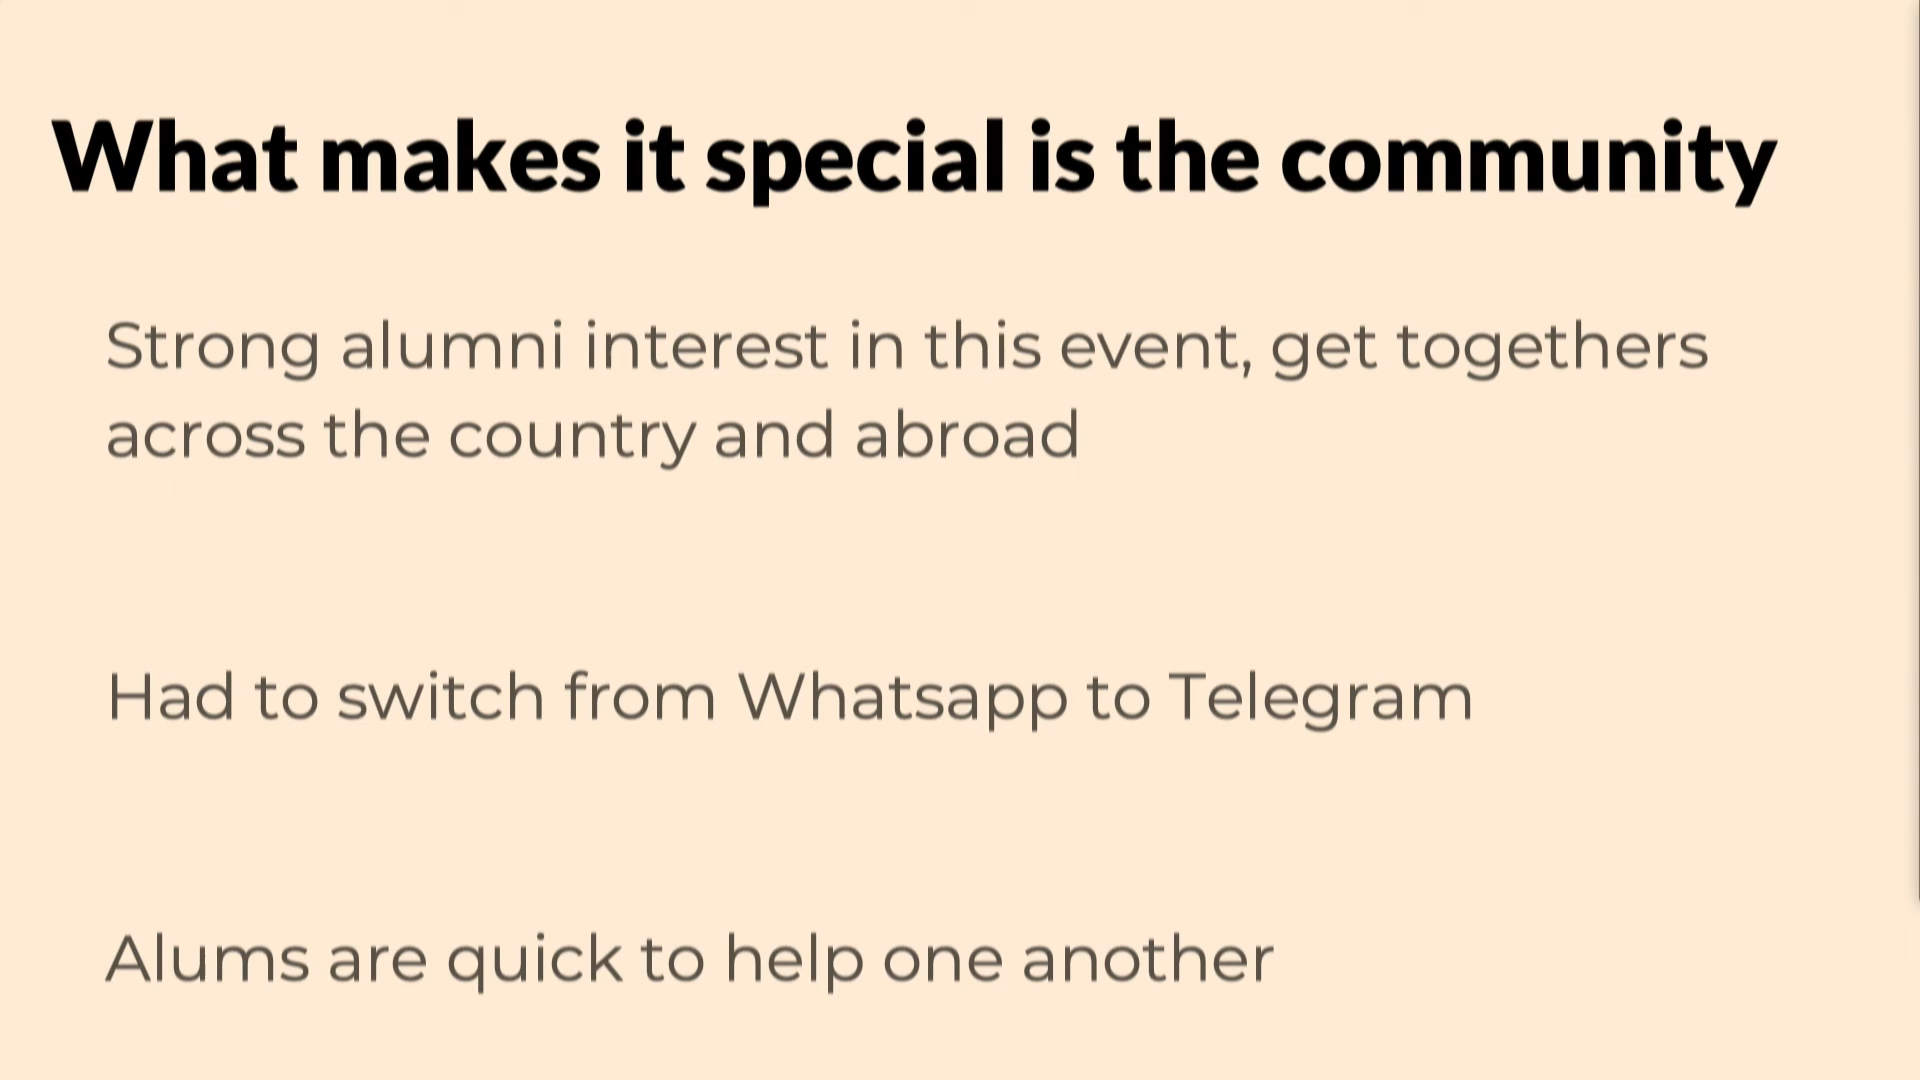 What makes it special is the community
Strong alumni interest in this event, get togethers
across the country and abroad
Had to switch from Whatsapp to Telegram
Alums are quick to help one another